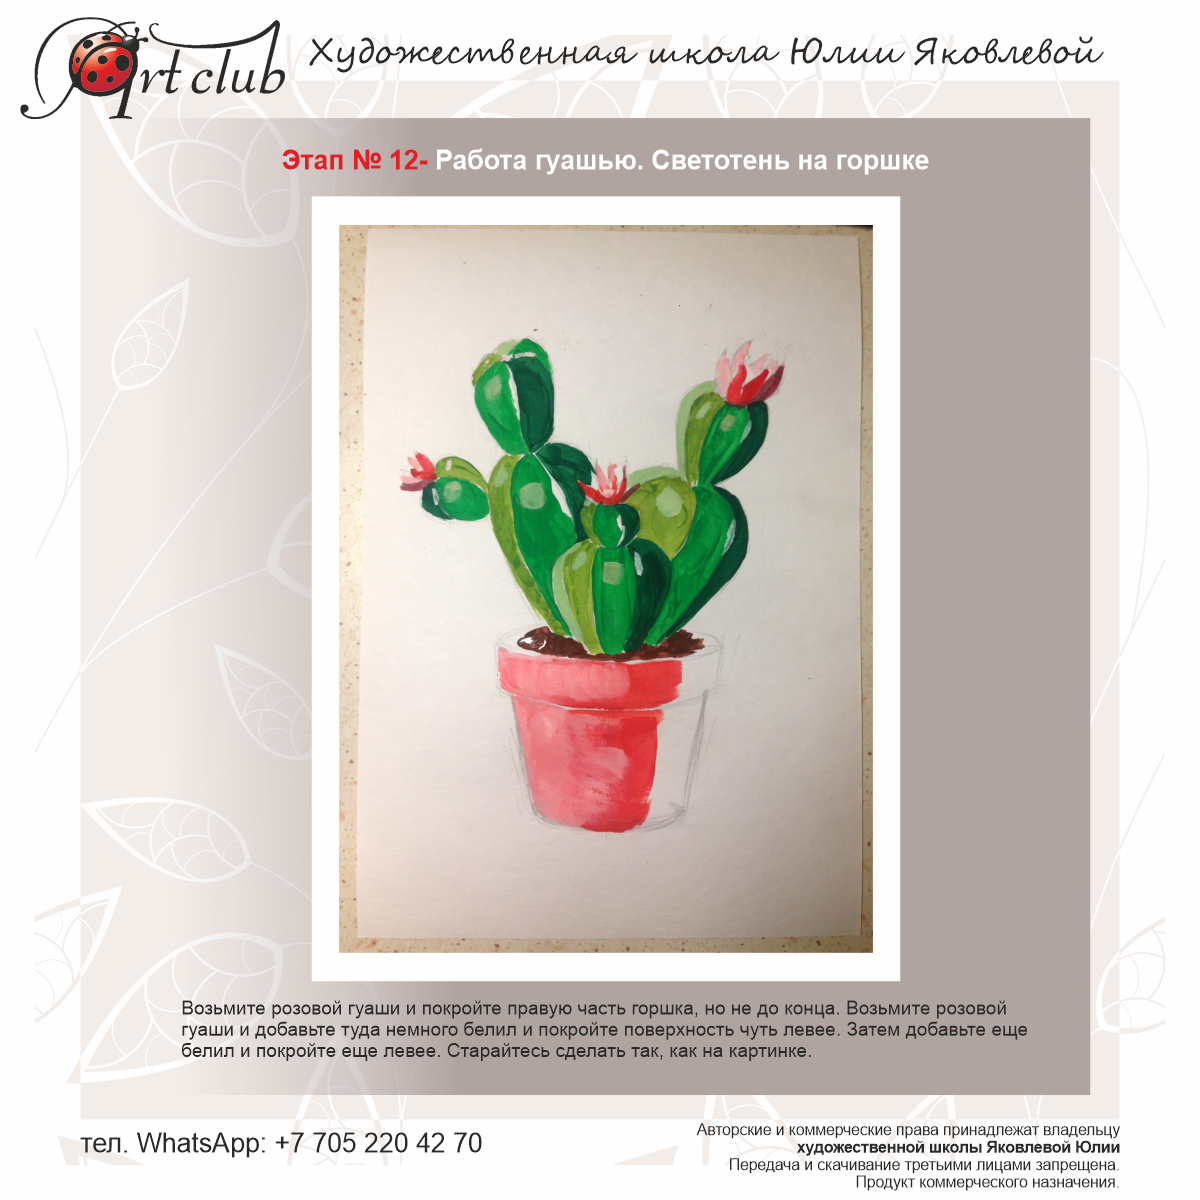 Art club
Художественная школа Юлии Яковлевой
Этап № 12- Работа гуашью. Светотень на горшке
Возьмите розовой гуаши и покройте правую часть горшка, но не до конца. Возьмите розовой
гуаши и добавьте туда немного белил и покройте поверхность чуть левее. Затем добавьте еще
белил и покройте еще левее. Старайтесь сделать так, как на картинке.
тел. WhatsApp: +7 705 220 42 70
Авторские и коммерческие права принадлежат владельцу
художественной школы Яковлевой Юлии
Передача и скачивание третьими лицами запрещена.
Продукт коммерческого назначения.